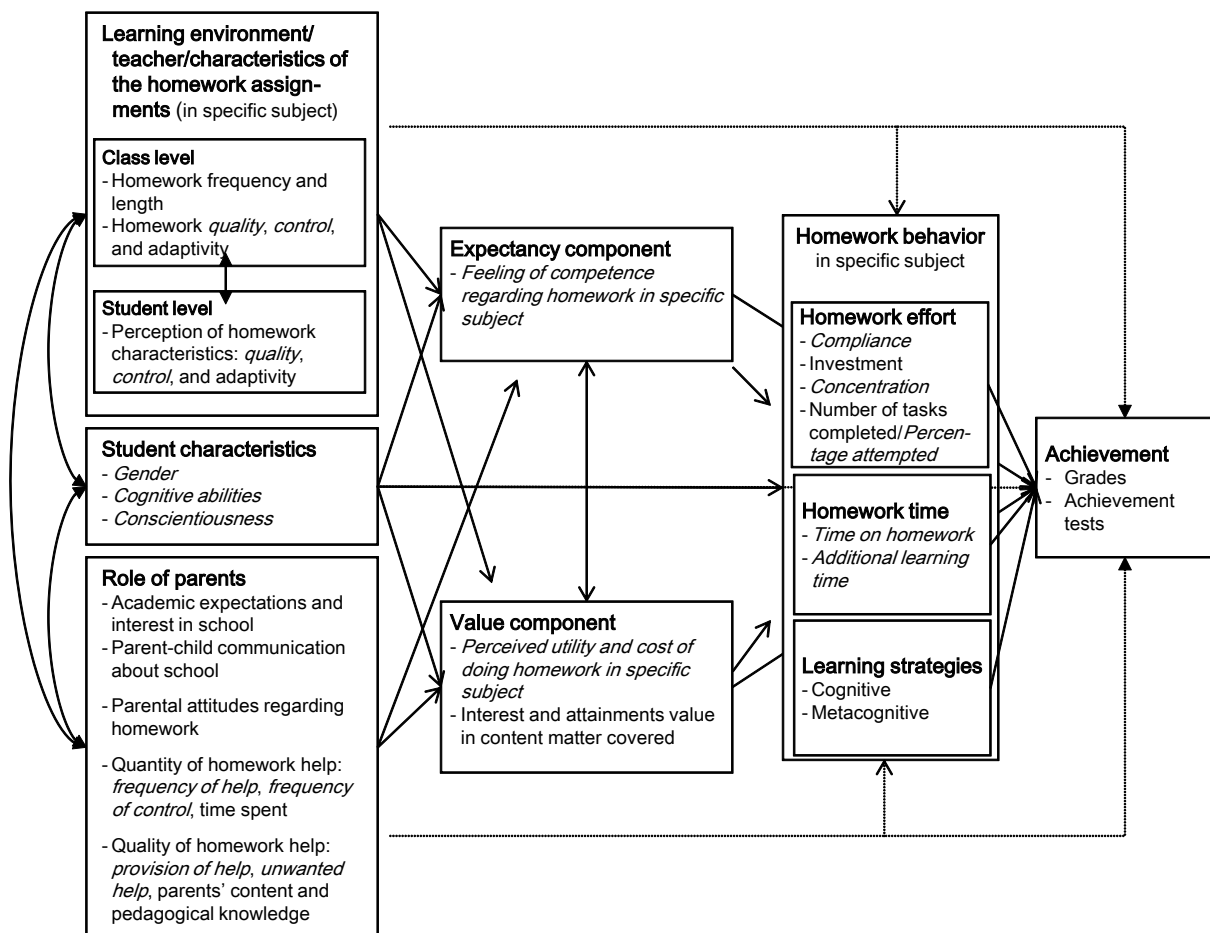 Learning environment/
teacher/characteristics of
the homework assign-
ments (in specific subject)
Class level
- Homework frequency and
length
- Homework quality, control,
and adaptivity
Student level
- Perception of homework
characteristics: quality,
control, and adaptivity
Student characteristics
- Gender
- Cognitive abilities
- Conscientiousness
Role of parents
- Academic expectations and
interest in school
- Parent-child communication
about school
- Parental attitudes regarding
homework
- Quantity of homework help:
frequency of help, frequency
of control, time spent
- Quality of homework help:
provision of help, unwanted
help, parents’ content and
pedagogical knowledge
Expectancy component
- Feeling of competence
regarding homework in specific
subject
Value component
- Perceived utility and cost of
doing homework in specific
subject
- Interest and attainments value
in content matter covered
Homework behavior
in specific subject
Homework effort
- Compliance
- Investment
- Concentration
- Number of tasks
completed/Percen-
tage attempted
Homework time
- Time on homework
- Additional learning
time
Learning strategies
- Cognitive
- Metacognitive
Achievement
- Grades
- Achievement
tests